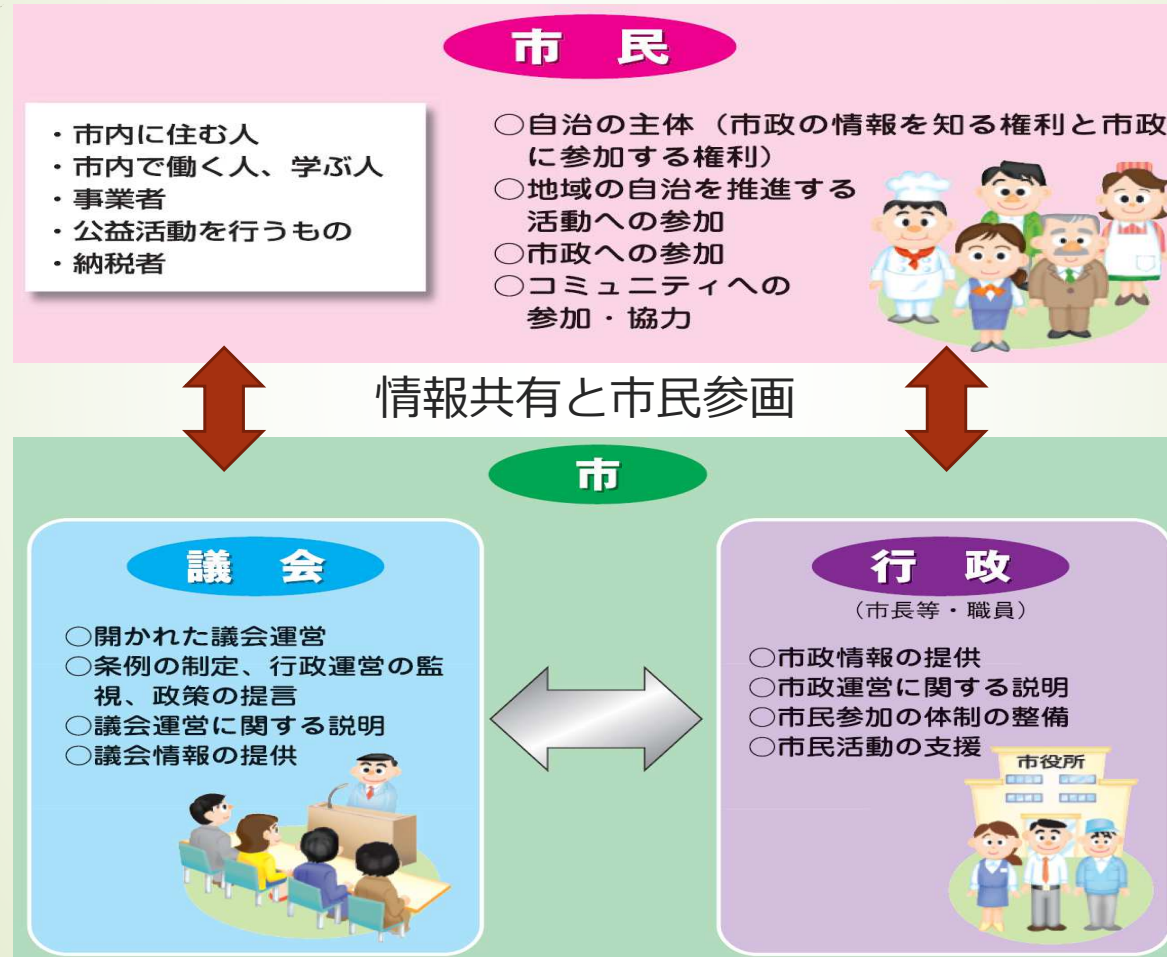 市 民
・市内に住む人
・市内で働く人、学ぶ人
・事業者
・公益活動を行うもの
・納税者
○自治の主体（市政の情報を知る権利と市政
に参加する権利）
○地域の自治を推進する
活動への参加
○市政への参加
○コミュニティへの
参加・協力
情報共有と市民参画
市
議 会
○開かれた議会運営
○条例の制定、行政運営の監
視、政策の提言
○議会運営に関する説明
○議会情報の提供
行 政
（市長等・職員）
○市政情報の提供
○市政運営に関する説明
○市民参加の体制の整備
○市民活動の支援
市役所